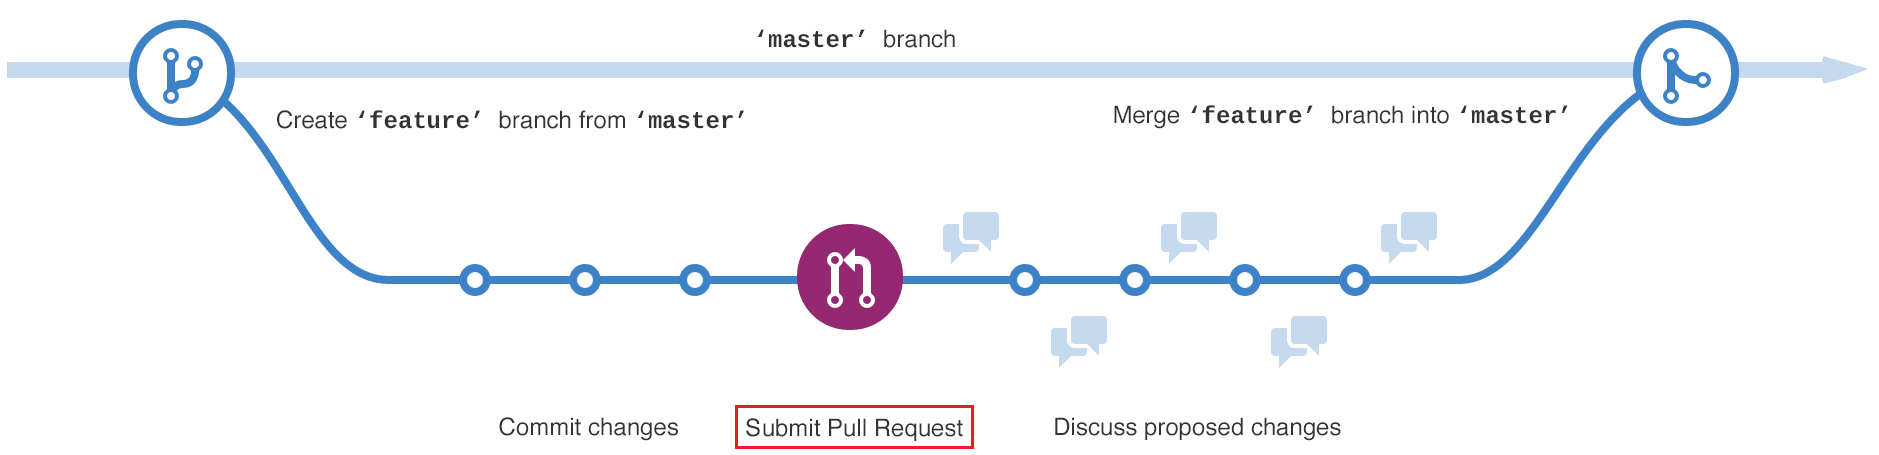 ‘master’ branch
Create ‘feature’ branch from ‘master’
Merge ‘feature’ branch into ‘master’
Commit changes
Submit Pull Request
Discuss proposed changes